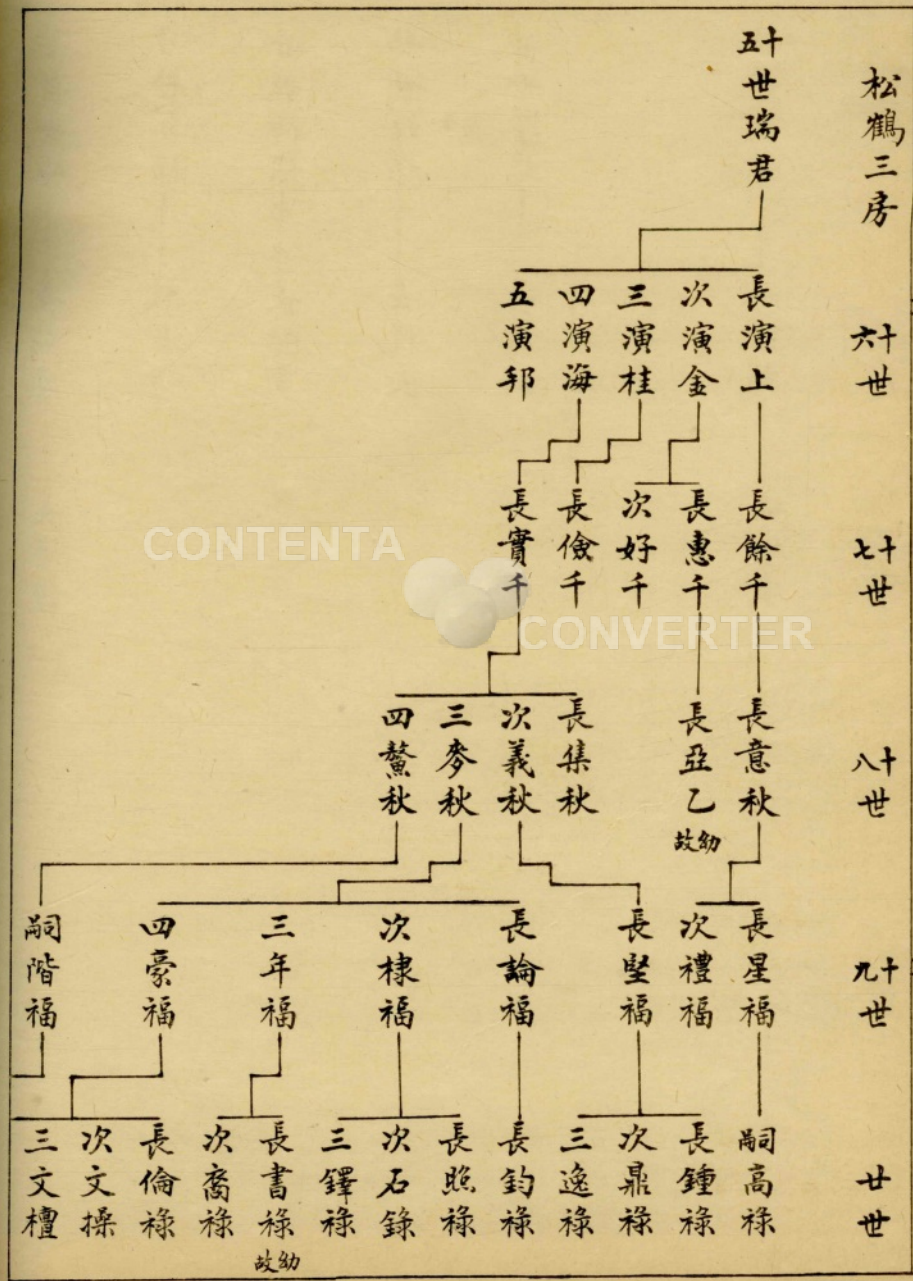 松鶴三房
十五世瑞君
十六世
長演上
次演金
三演桂
四演海
五演邦
十七世
長餘千
長惠千
次好千
長儉千
長實千
十八世
長意秋
長亞乙 幼故
長集秋
次義秋
三麥秋
四鰲秋
十九世
長星福
次禮福
長堅福
長論福
次棣福
三年福
四豪福
嗣階福
廿世
嗣高祿
長鍾祿
次鼎祿
三逸祿
長鈞祿
長照祿
次石錄
三鐸祿
長書祿 幼故
次裔祿
長倫祿
次文操
三文檀
CONTENTA
CONVERTER